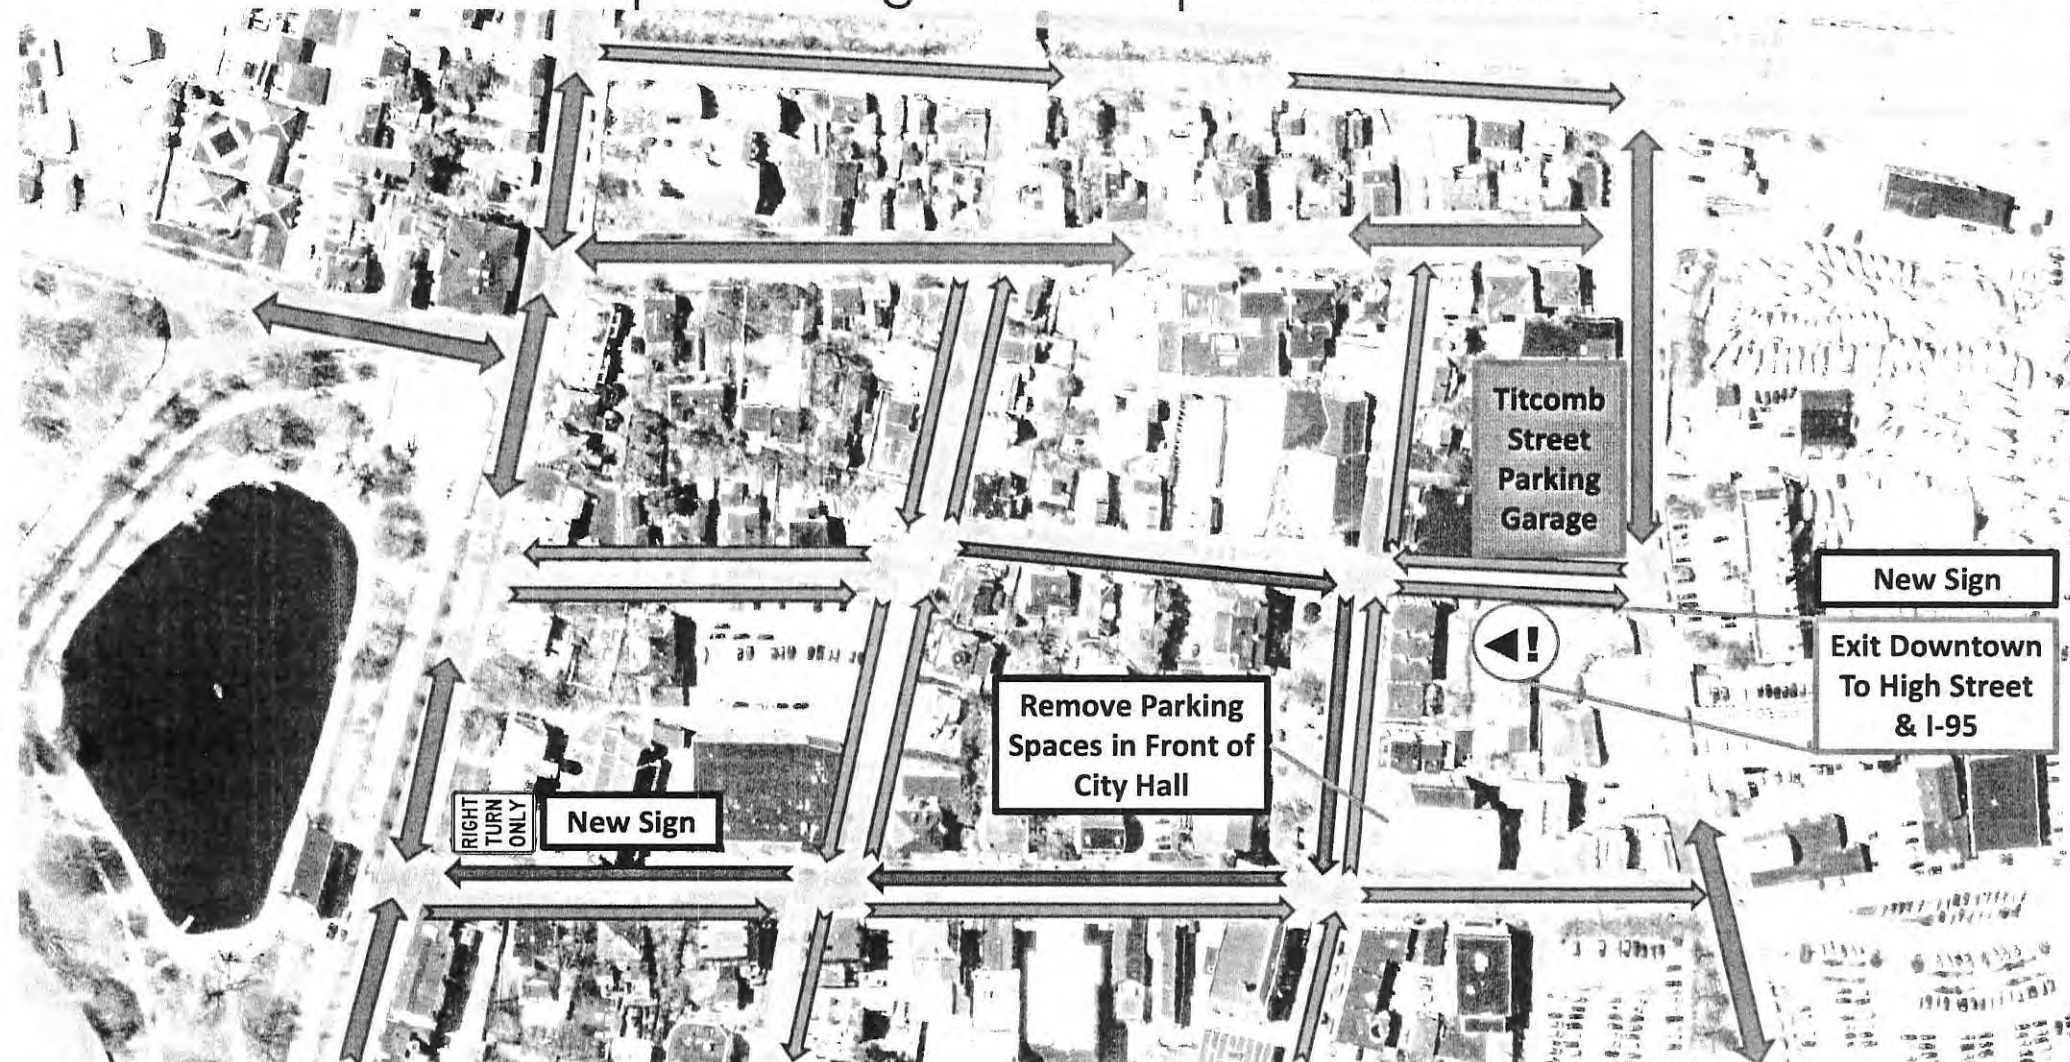 Titcomb
Street
Parking
Garage
New Sign
!
Exit Downtown
To High Street
& I-95
Remove Parking
Spaces in Front of
City Hall
RIGHT
TURN
ONLY
New Sign